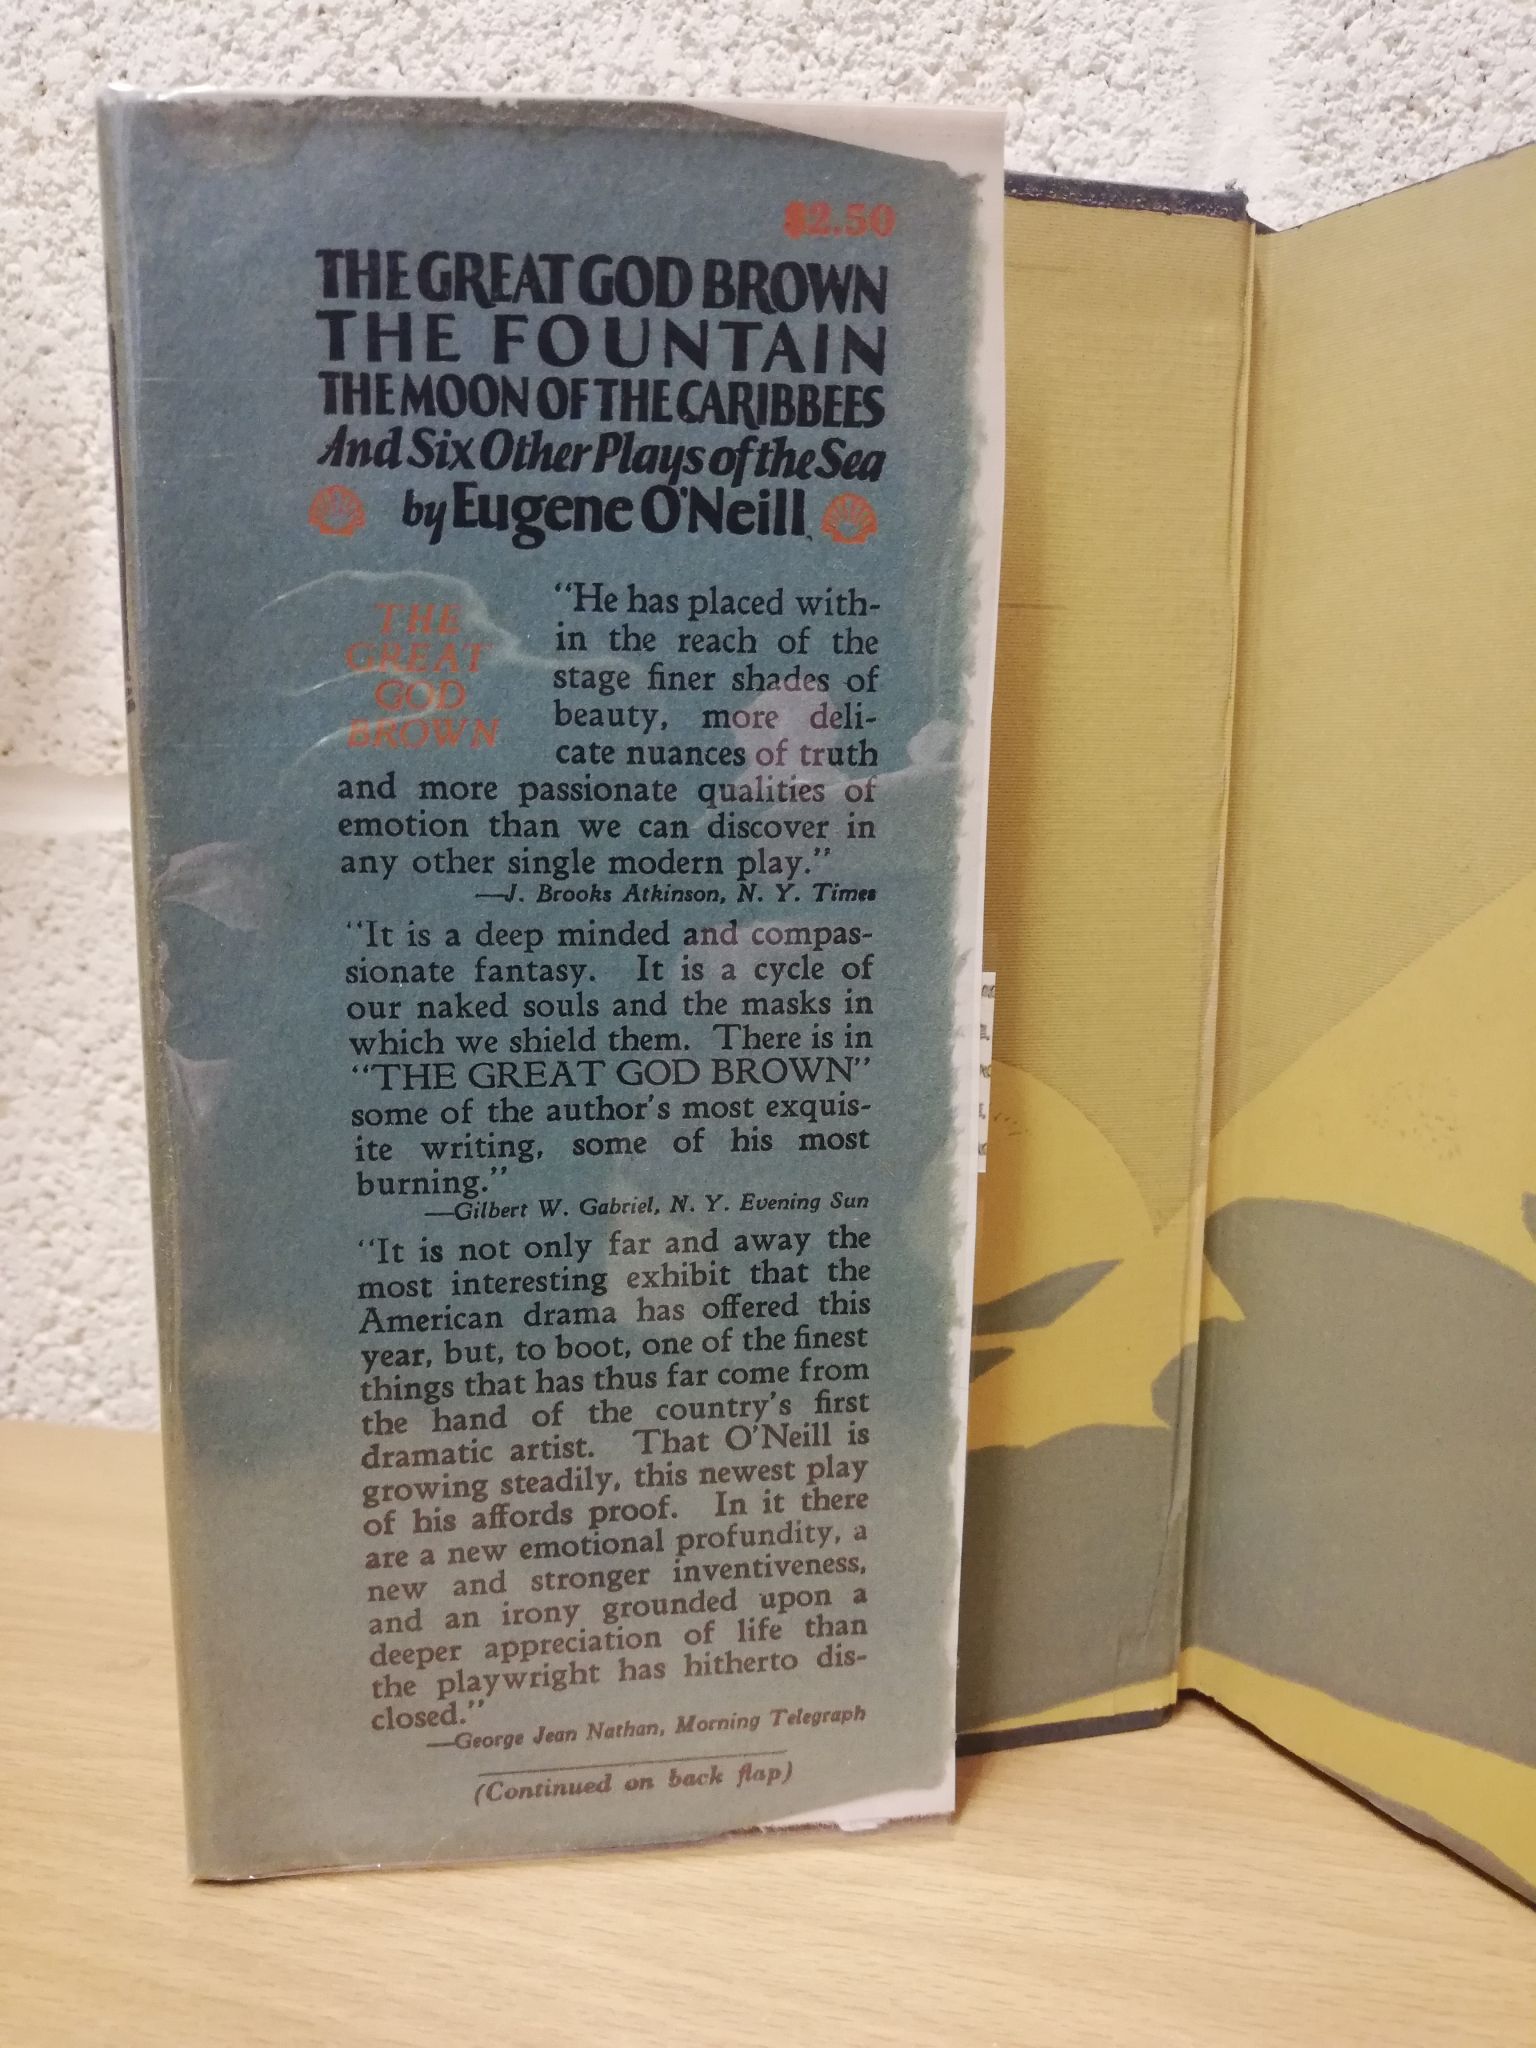 $2.50
THE GREAT GOD BROWN
THE FOUNTAIN
THE MOON OF THE CARIBBEES
And Six Other Plays of the Sea
by Eugene O'Neill
THE
GREAT
GOD
BROWN
“He has placed with-
in the reach of the
stage finer shades of
beauty, more deli-
cate nuances of truth
and more passionate qualities of
emotion than we can discover in
any other single modern play.”
—J. Brooks Atkinson, N. Y. Times
“It is a deep minded and compas-
sionate fantasy. It is a cycle of
our naked souls and the masks in
which we shield them. There is in
“THE GREAT GOD BROWN”
some of the author's most exquis-
ite writing, some of his most
burning.”
—Gilbert W. Gabriel, N. Y. Evening Sun
“It is not only far and away the
most interesting exhibit that the
American drama has offered this
year, but, to boot, one of the finest
things that has thus far come from
the hand of the country's first
dramatic artist. That O'Neill is
growing steadily, this newest play
of his affords proof. In it there
are a new emotional profundity, a
new and stronger inventiveness,
and an irony grounded upon a
deeper appreciation of life than
the playwright has hitherto dis-
closed.”
—George Jean Nathan, Morning Telegraph
(Continued on back flap)